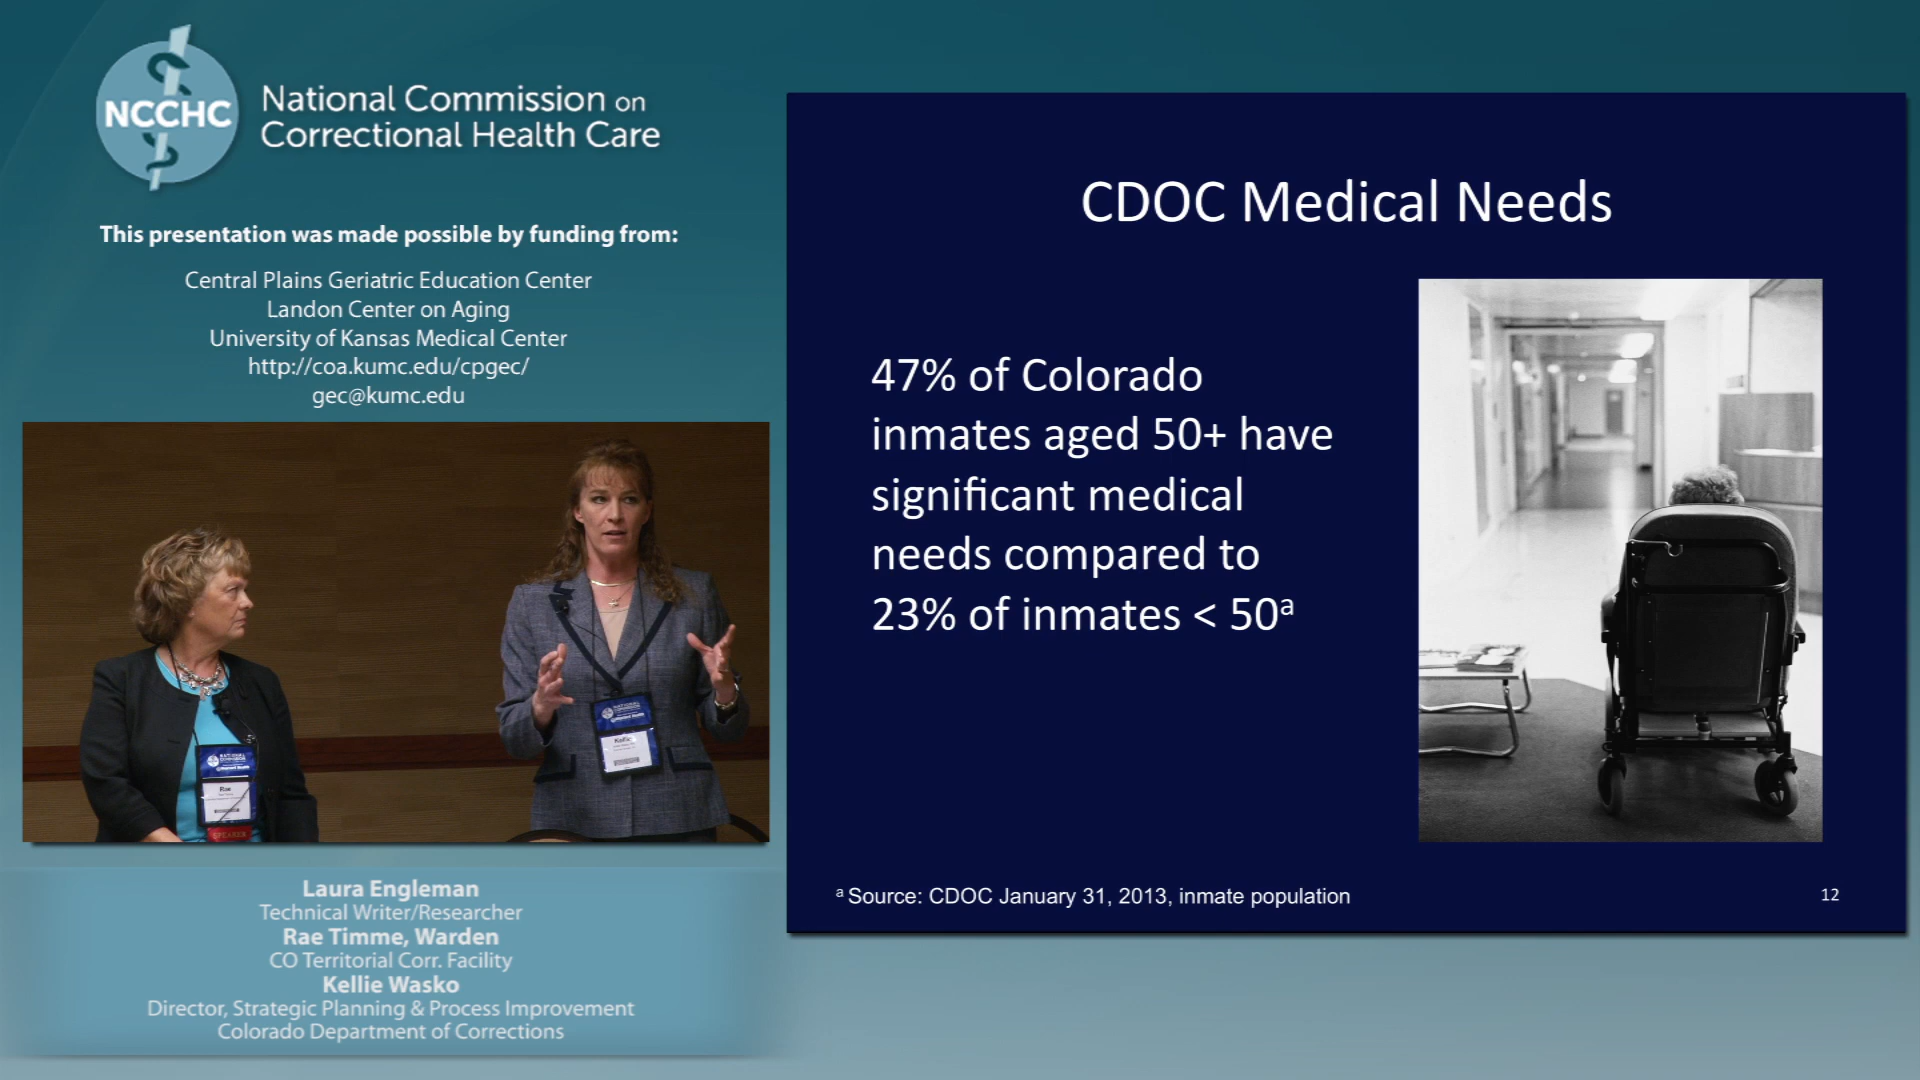 NCCHC
National Commission on
Correctional Health Care
This presentation was made possible by funding from:
Central Plains Geriatric Education Center
Landon Center on Aging
University of Kansas Medical Center
http://coa.kumc.edu/cpgec/
gec@kumc.edu
Rae
SPEAKER
Kellie
Laura Engleman
Technical Writer/Researcher
Rae Timme, Warden
CO Territorial Corr. Facility
Kellie Wasko
Director, Strategic Planning & Process Improvement
Colorado Department of Corrections
CDOC Medical Needs
47% of Colorado
inmates aged 50+ have
significant medical
needs compared to
23% of inmates < 50ª
ª Source: CDOC January 31, 2013, inmate population
12